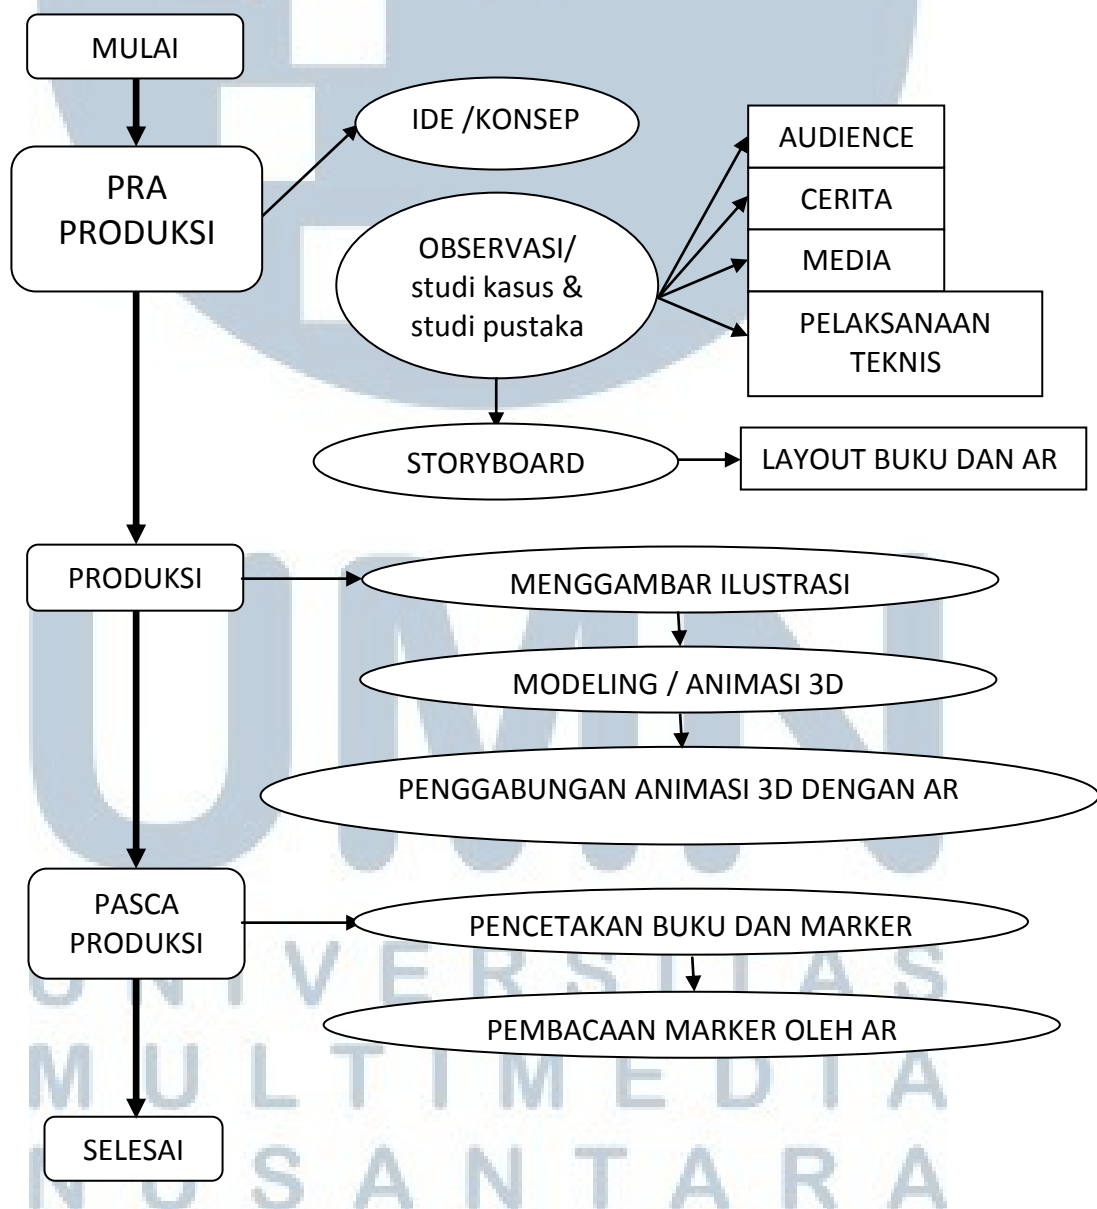 MULAI
IDE /KONSEP
PRA
PRODUKSI
AUDIENCE
CERITA
MEDIA
PELAKSANAAN
TEKNIS
OBSERVASI/
studi kasus &
studi pustaka
STORYBOARD
LAYOUT BUKU DAN AR
PRODUKSI
MENGGAMBAR ILUSTRASI
MODELING / ANIMASI 3D
PENGGABUNGAN ANIMASI 3D DENGAN AR
PASCA
PRODUKSI
PENCETAKAN BUKU DAN MARKER
PEMBACAAN MARKER OLEH AR
SELESAI
UMN
UNIVERSITAS
MULTIMEDIA
NUSANTARA